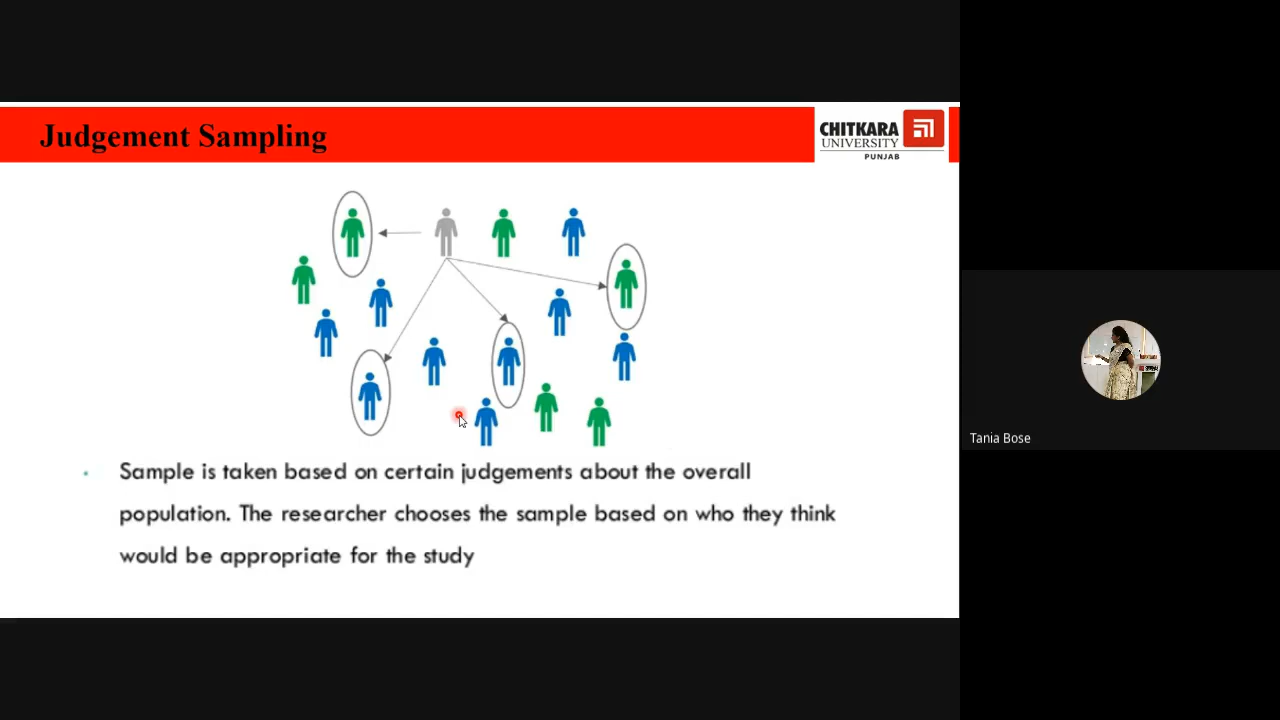 Judgement Sampling
CHITKARA
UNIVERSITY
PUNJAB
Sample is taken based on certain judgements about the overall
population. The researcher chooses the sample based on who they think
would be appropriate for the study
Tania Bose